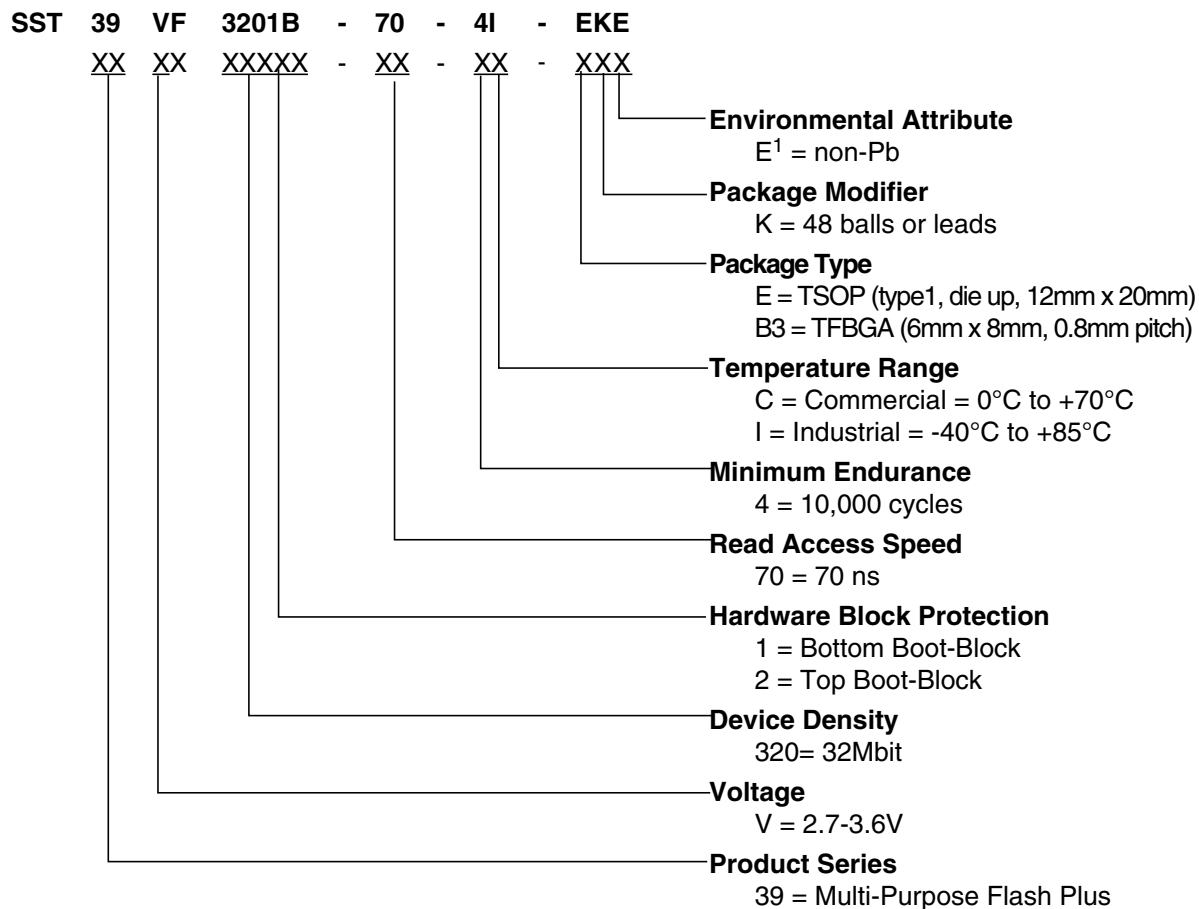 SST 39 VF 3201B - 70 - 4I - EKE
XX XX XXXXX - XX - XX - XXX
Environmental Attribute
E1 = non-Pb
Package Modifier
K = 48 balls or leads
Package Type
E = TSOP (type1, die up, 12mm x 20mm)
B3 = TFBGA (6mm x 8mm, 0.8mm pitch)
Temperature Range
C = Commercial = 0°C to +70°C
I = Industrial = -40°C to +85°C
Minimum Endurance
4 = 10,000 cycles
Read Access Speed
70 = 70 ns
Hardware Block Protection
1 = Bottom Boot-Block
2 = Top Boot-Block
Device Density
320= 32Mbit
Voltage
V = 2.7-3.6V
Product Series
39 = Multi-Purpose Flash Plus